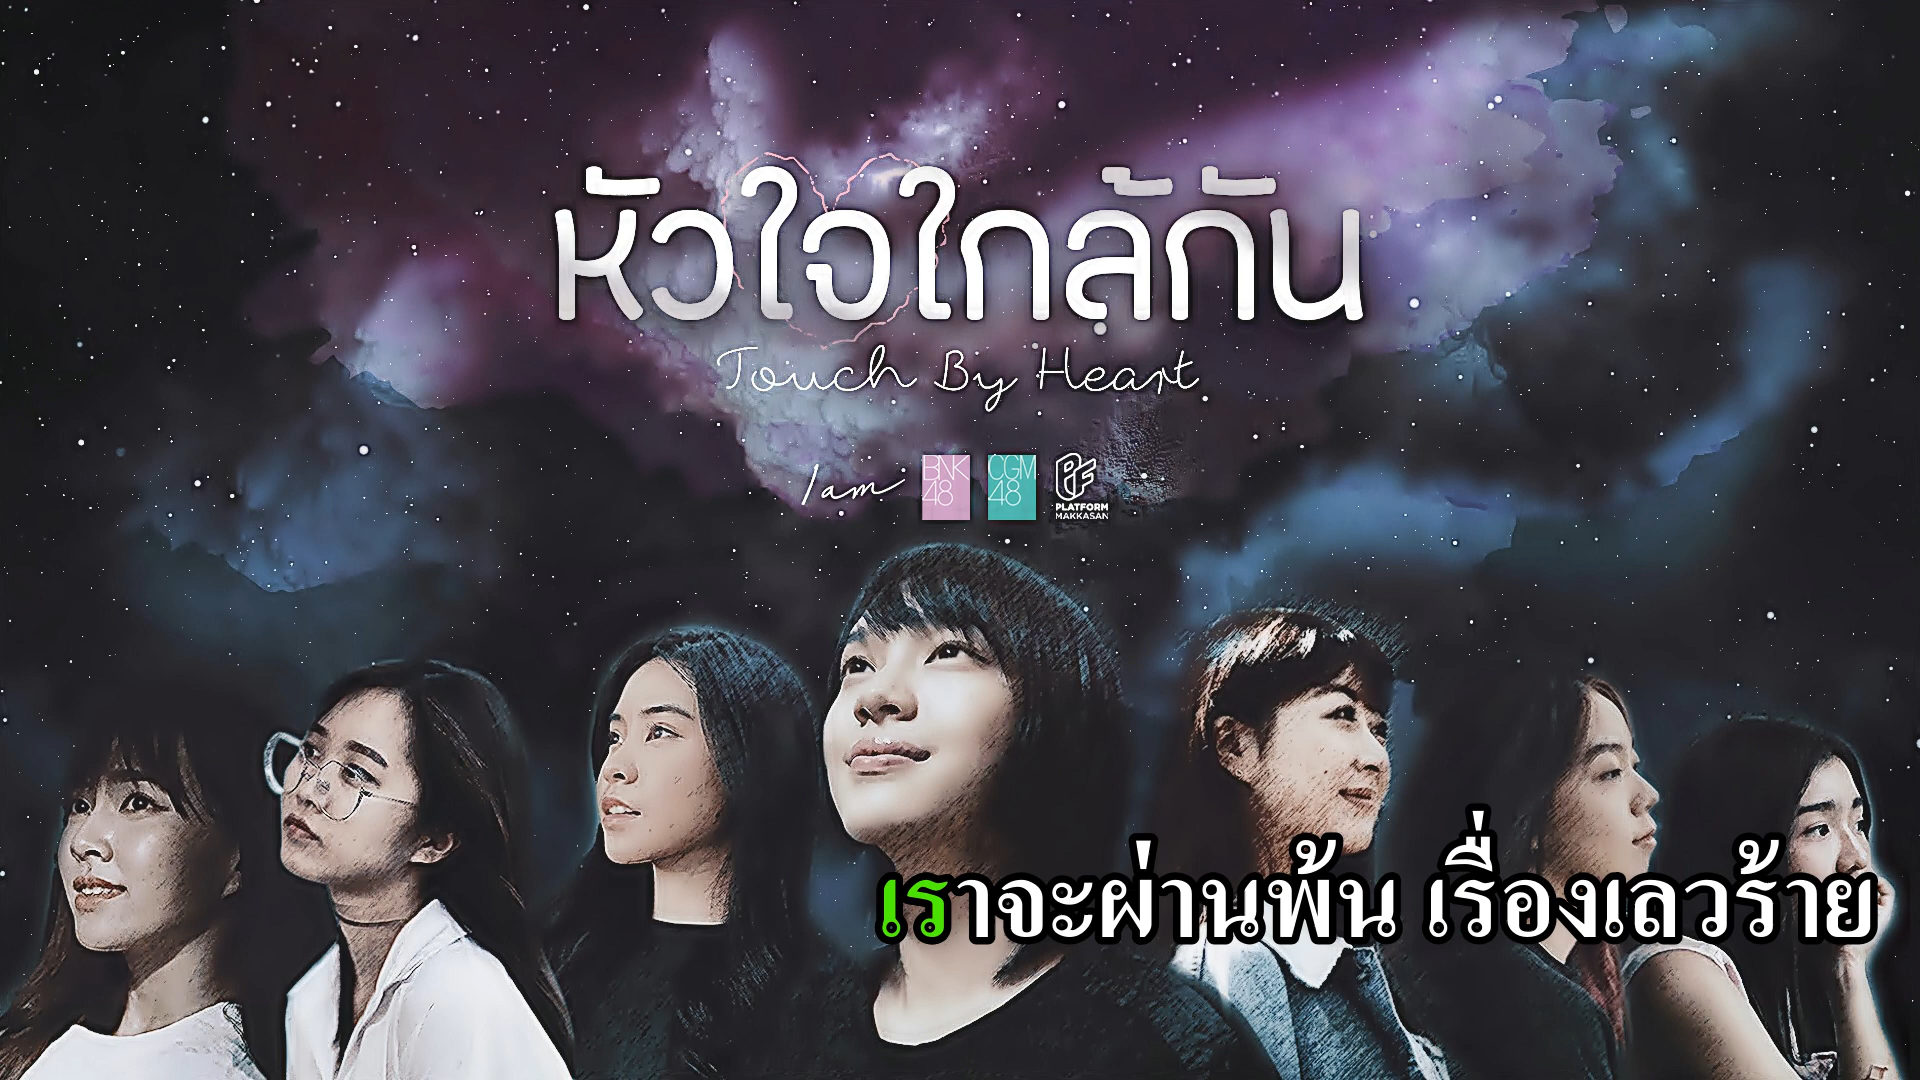 หัวใจใกล้กัน
Touch By Heart
I am BNK48 CGM48 PLATFORM MAKKASAN
เราจะผ่านพ้น เรื่องเลวร้าย